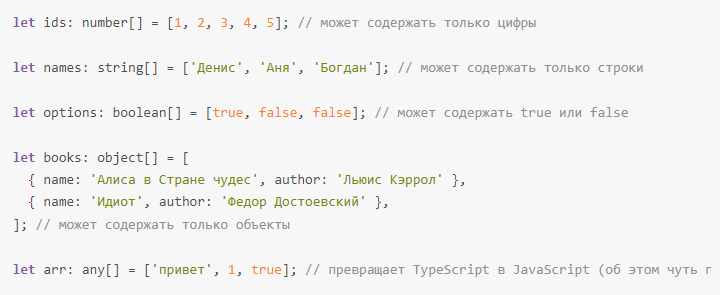 let ids: number[] = [1, 2, 3, 4, 5]; // может содержать только цифры
let names: string[] = ['Денис', 'Аня', 'Богдан']; // может содержать только строки
let options: boolean[] = [true, false, false]; // может содержать true или false
let books: object[] = [
  { name: 'Алиса в Стране чудес', author: 'Льюис Кэррол' },
  { name: 'Идиот', author: 'Федор Достоевский' },
]; // может содержать только объекты
let arr: any[] = ['привет', 1, true]; // превращает TypeScript в JavaScript (об этом чуть